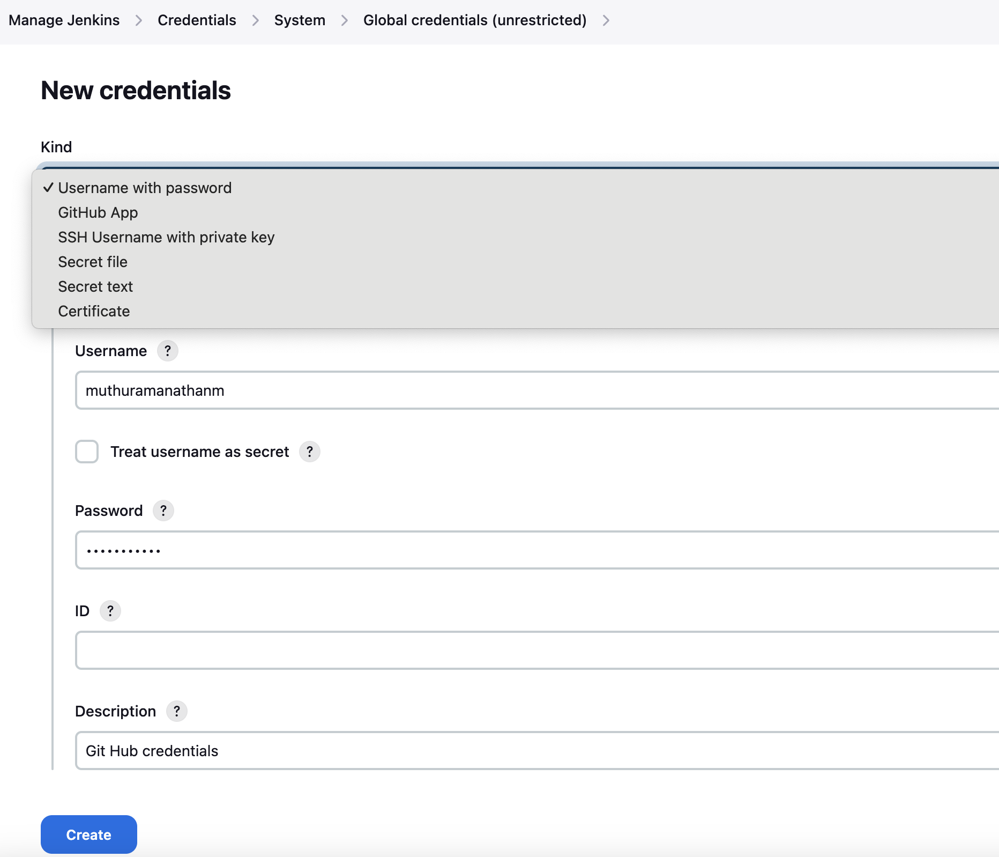 Manage Jenkins > Credentials > System > Global credentials (unrestricted) >
New credentials
Kind
✓ Username with password
GitHub App
SSH Username with private key
Secret file
Secret text
Certificate
Username ?
muthuramanathanm
Treat username as secret ?
Password ?
•••••••••••
ID ?
Description ?
Git Hub credentials
Create